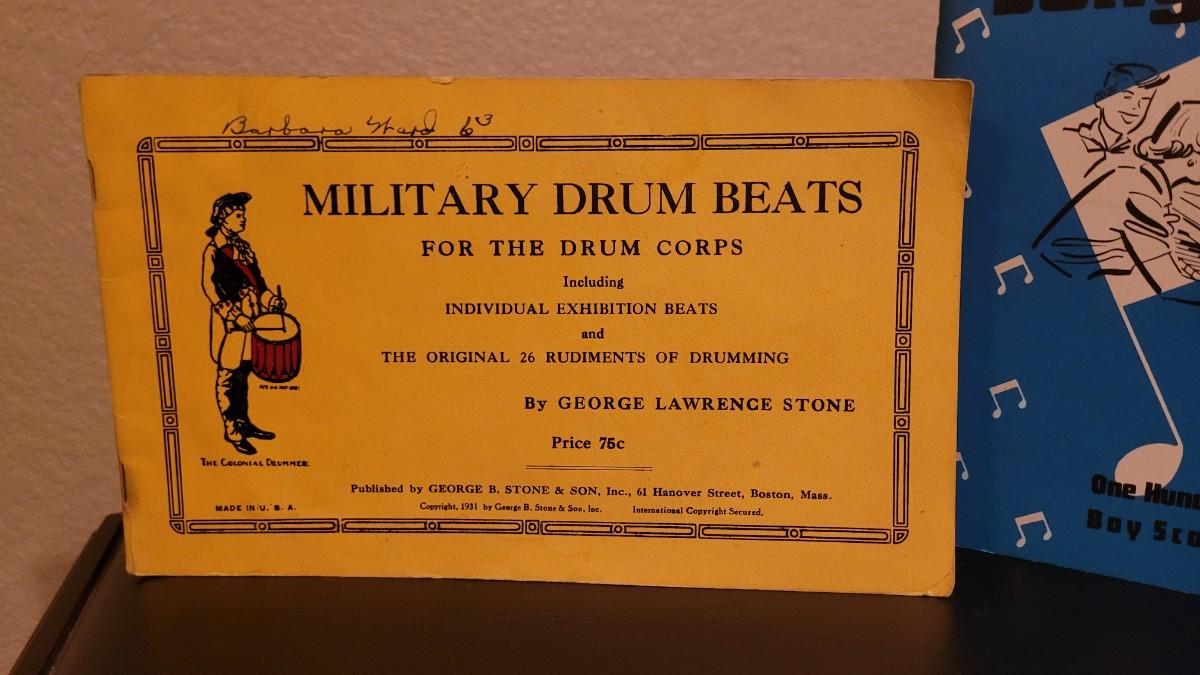 Barbara Ward 6³
MILITARY DRUM BEATS
FOR THE DRUM CORPS
Including
INDIVIDUAL EXHIBITION BEATS
and
THE ORIGINAL 26 RUDIMENTS OF DRUMMING
By GEORGE LAWRENCE STONE
Price 75c
THE COLONIAL DRUMMER
Published by GEORGE B. STONE & SON, Inc., 61 Hanover Street, Boston, Mass.
MADE IN U. S. A.
Copyright, 1931 by George B. Stone & Son, Inc. International Copyright Secured.
One Hun
Boy Sco